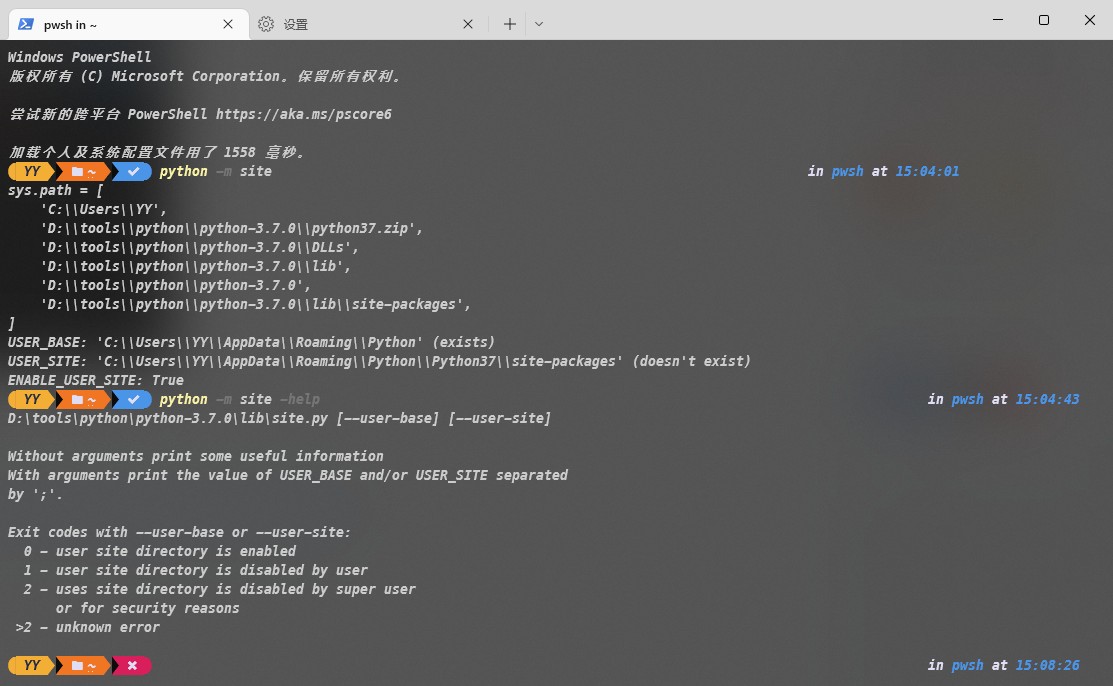 pwsh in ~
设置
Windows PowerShell
版权所有 (C) Microsoft Corporation。保留所有权利。
尝试新的跨平台 PowerShell https://aka.ms/pscore6
加载个人及系统配置文件用了 1558 毫秒。
YY ~ python -m site in pwsh at 15:04:01
sys.path = [
    'C:\\Users\\YY',
    'D:\\tools\\python\\python-3.7.0\\python37.zip',
    'D:\\tools\\python\\python-3.7.0\\DLLs',
    'D:\\tools\\python\\python-3.7.0\\lib',
    'D:\\tools\\python\\python-3.7.0',
    'D:\\tools\\python\\python-3.7.0\\lib\\site-packages',
]
USER_BASE: 'C:\\Users\\YY\\AppData\\Roaming\\Python' (exists)
USER_SITE: 'C:\\Users\\YY\\AppData\\Roaming\\Python\\Python37\\site-packages' (doesn't exist)
ENABLE_USER_SITE: True
YY ~ python -m site -help in pwsh at 15:04:43
D:\tools\python\python-3.7.0\lib\site.py [--user-base] [--user-site]
Without arguments print some useful information
With arguments print the value of USER_BASE and/or USER_SITE separated
by ';'.
Exit codes with --user-base or --user-site:
  0 - user site directory is enabled
  1 - user site directory is disabled by user
  2 - uses site directory is disabled by super user
      or for security reasons
 >2 - unknown error
YY ~ in pwsh at 15:08:26